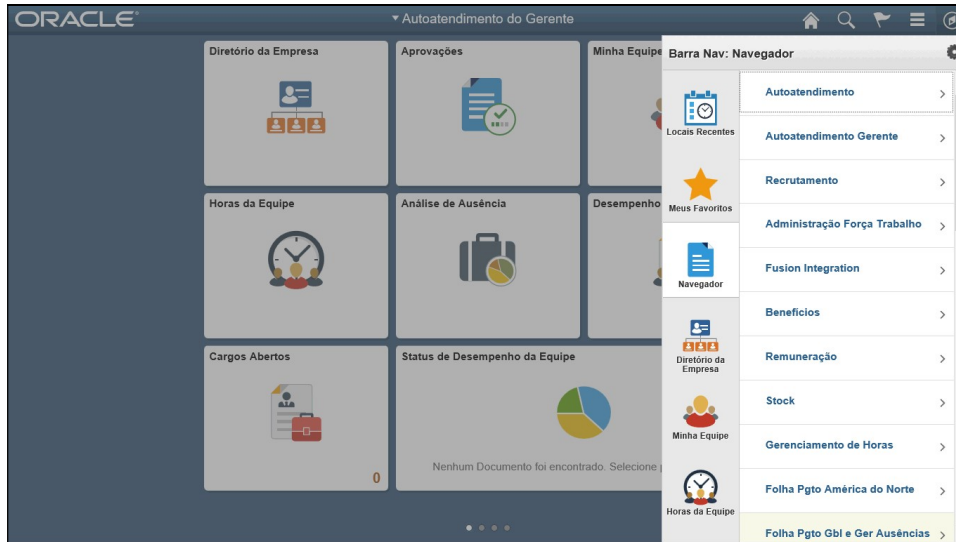 ORACLE
Autoatendimento do Gerente
Diretório da Empresa
Aprovações
Minha Equipe
Horas da Equipe
Análise de Ausência
Desempenho
Cargos Abertos
0
Status de Desempenho da Equipe
Nenhum Documento foi encontrado. Selecione
Barra Nav: Navegador
Locais Recentes
Meus Favoritos
Navegador
Diretório da
Empresa
Minha Equipe
Horas da Equipe
Autoatendimento
Autoatendimento Gerente
Recrutamento
Administração Força Trabalho
Fusion Integration
Benefícios
Remuneração
Stock
Gerenciamento de Horas
Folha Pgto América do Norte
Folha Pgto Gbl e Ger Ausências